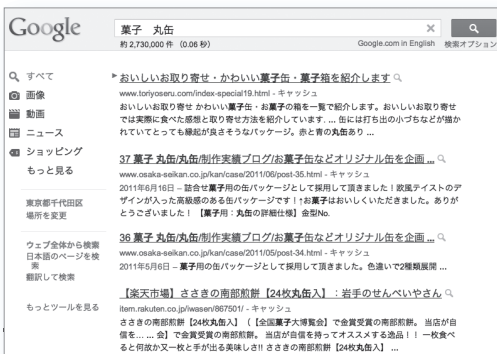 Google
菓子 丸缶
約 2,730,000 件 （0.06 秒）
Google.com in English 検索オプション
すべて
画像
動画
ニュース
ショッピング
もっと見る
東京都千代田区
場所を変更
ウェブ全体から検索
日本語のページを検
索
翻訳して検索
もっとツールを見る
おいしいお取り寄せ・かわいい菓子缶・菓子箱を紹介します
www.toriyoseru.com/index-special19.html - キャッシュ
おいしいお取り寄せ かわいい菓子缶・お菓子の箱を一覧で紹介します。おいしいお取り寄せ
では実際に食べた感想と取り寄せ方法を紹介しています. ... 缶には打ち出の小づちなどが描か
れていてとっても縁起が良さそうなパッケージ。赤と青の丸缶あり ...
37 菓子 丸缶/丸缶/制作実績ブログ/お菓子缶などオリジナル缶を企画 ...
www.osaka-seikan.co.jp/kan-case/2011/06/post-35.html - キャッシュ
2011年6月16日 – 詰合せ菓子用の缶パッケージとして採用して頂きました！欧風テイストのデ
ザインが入った高級感のある缶パッケージです！↑お菓子はおいしくいただきました。ありが
とうございました！ 【菓子用：丸缶の詳細仕様】金型No.
36 菓子 丸缶/丸缶/制作実績ブログ/お菓子缶などオリジナル缶を企画 ...
www.osaka-seikan.co.jp/kan-case/2011/05/post-34.html - キャッシュ
2011年5月6日 – 菓子用の缶パッケージとして採用して頂きました。色違いで2種類展開 ...
【楽天市場】ささきの南部煎餅【24枚丸缶入】：岩手のせんべいやさん
item.rakuten.co.jp/iwasen/867501/ - キャッシュ
ささきの南部煎餅【24枚丸缶入】（【全国菓子大博覧会】で金賞受賞の南部煎餅。 当店が自
信を... ... 会】で金賞受賞の南部煎餅。 当店が自信を持ってオススメする逸品！！ 一枚食べ
ると何故か又一枚と手が出る美味しさ!! ささきの南部煎餅【24枚丸缶入】 ...